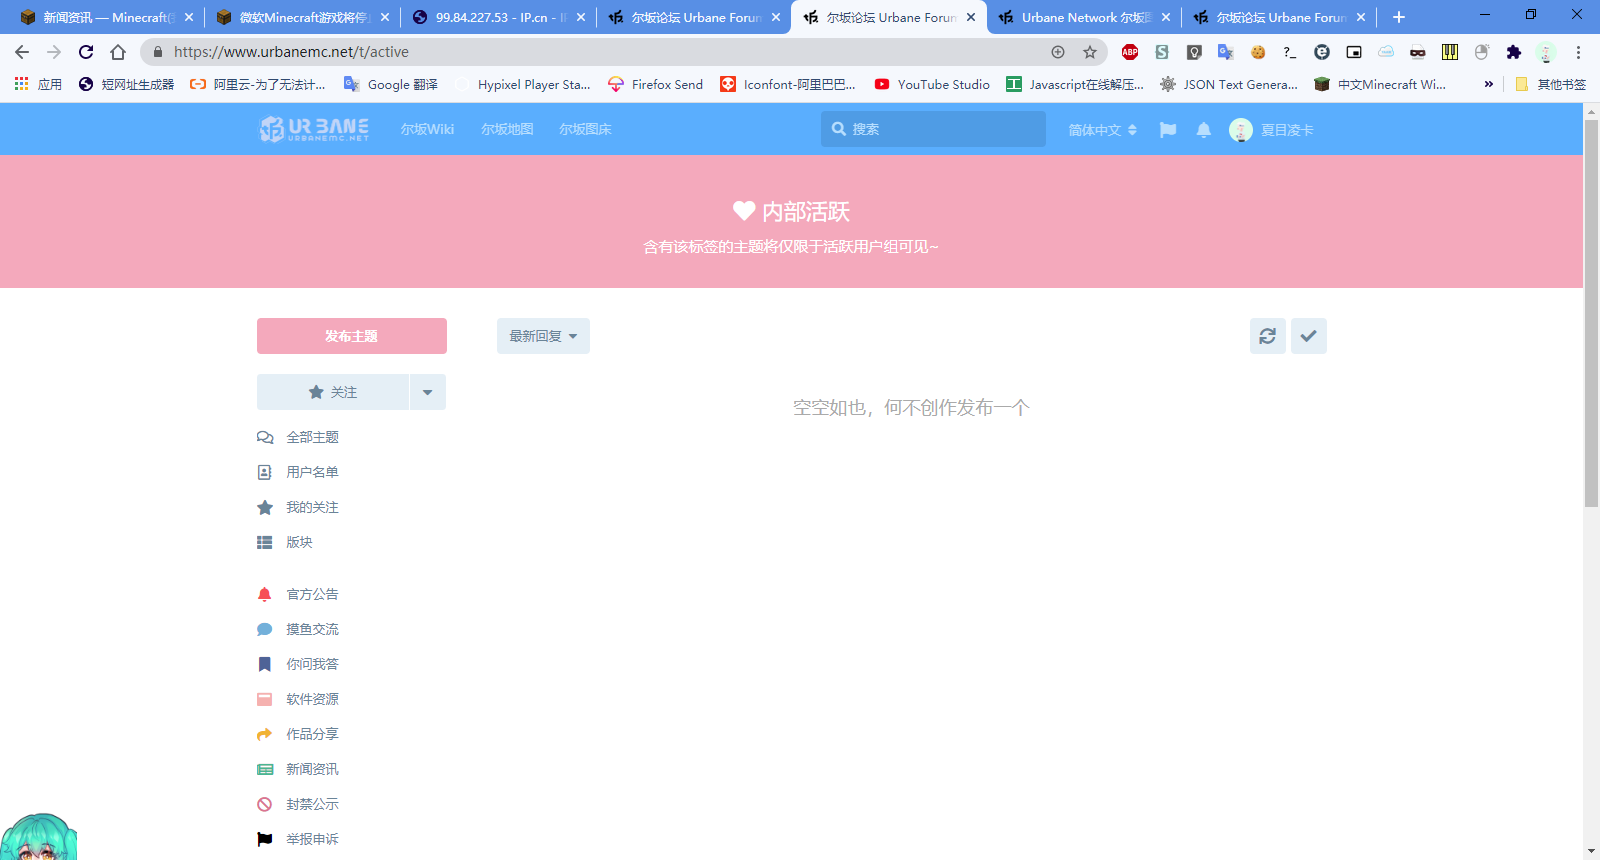 新闻资讯 — Minecraft(
微软Minecraft游戏将停
99.84.227.53 - IP.cn - I
尔坂论坛 Urbane Forum
尔坂论坛 Urbane Forum
Urbane Network 尔坂
尔坂论坛 Urbane Forum
https://www.urbanemc.net/t/active
ABP
应用
短网址生成器
阿里云-为了无法计...
Google 翻译
Hypixel Player Sta...
Firefox Send
Iconfont-阿里巴巴...
YouTube Studio
Javascript在线解压...
JSON Text Genera...
中文Minecraft Wi...
»
其他书签
URBANE
URBANEMC.NET
尔坂Wiki
尔坂地图
尔坂图床
搜索
简体中文
夏目凌卡
内部活跃
含有该标签的主题将仅限于活跃用户组可见~
发布主题
最新回复
关注
空空如也，何不创作发布一个
全部主题
用户名单
我的关注
版块
官方公告
摸鱼交流
你问我答
软件资源
作品分享
新闻资讯
封禁公示
举报申诉